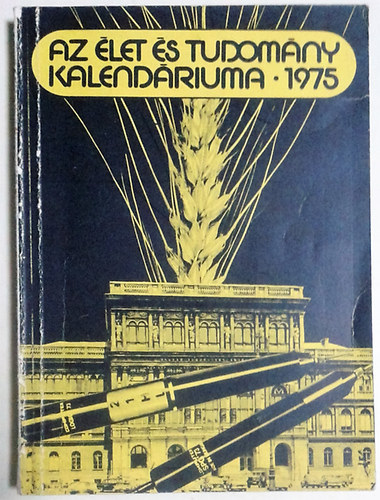 AZ ÉLET ÉS TUDOMÁNY
KALENDÁRIUMA · 1975